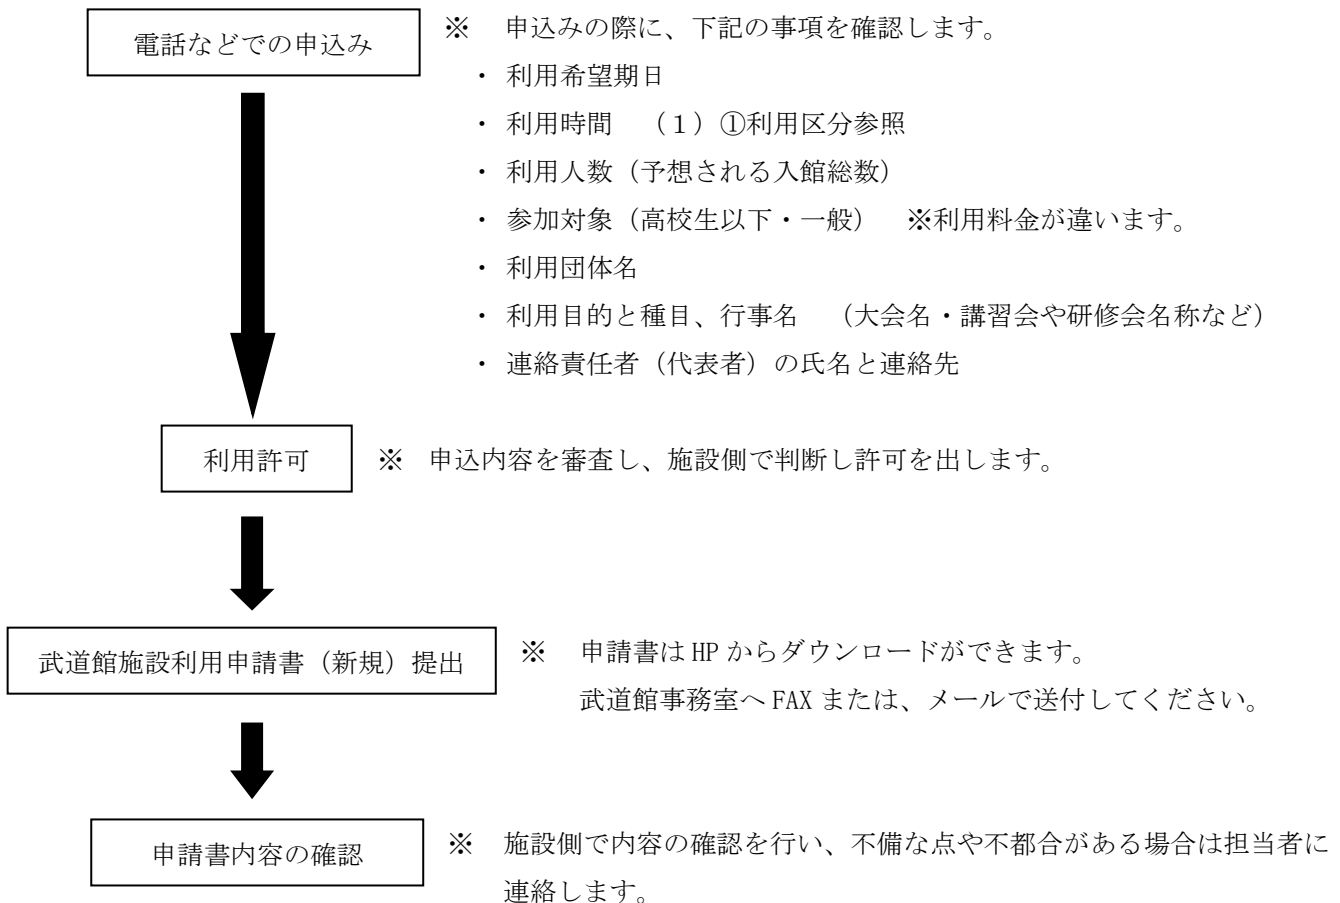 電話などでの申込み
※　申込みの際に、下記の事項を確認します。
・ 利用希望期日
・ 利用時間　（１）①利用区分参照
・ 利用人数（予想される入館総数）
・ 参加対象（高校生以下・一般）　※利用料金が違います。
・ 利用団体名
・ 利用目的と種目、行事名　（大会名・講習会や研修会名称など）
・ 連絡責任者（代表者）の氏名と連絡先
利用許可
※　申込内容を審査し、施設側で判断し許可を出します。
武道館施設利用申請書（新規）提出
※　申請書は HP からダウンロードができます。
武道館事務室へ FAX または、メールで送付してください。
申請書内容の確認
※　施設側で内容の確認を行い、不備な点や不都合がある場合は担当者に
連絡します。